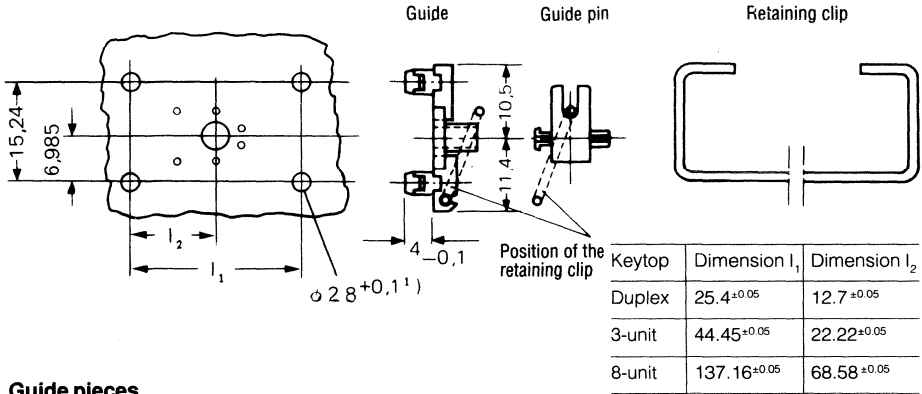 Guide
Guide pin
Retaining clip
15,24
6,985
l2
l1
⌀ 2 8 +0,1 1)
10,5
11,4
4 -0,1
Position of the
retaining clip
Keytop Dimension l1 Dimension l2
Duplex 25.4±0.05 12.7±0.05
3-unit 44.45±0.05 22.22±0.05
8-unit 137.16±0.05 68.58±0.05
Guide pieces